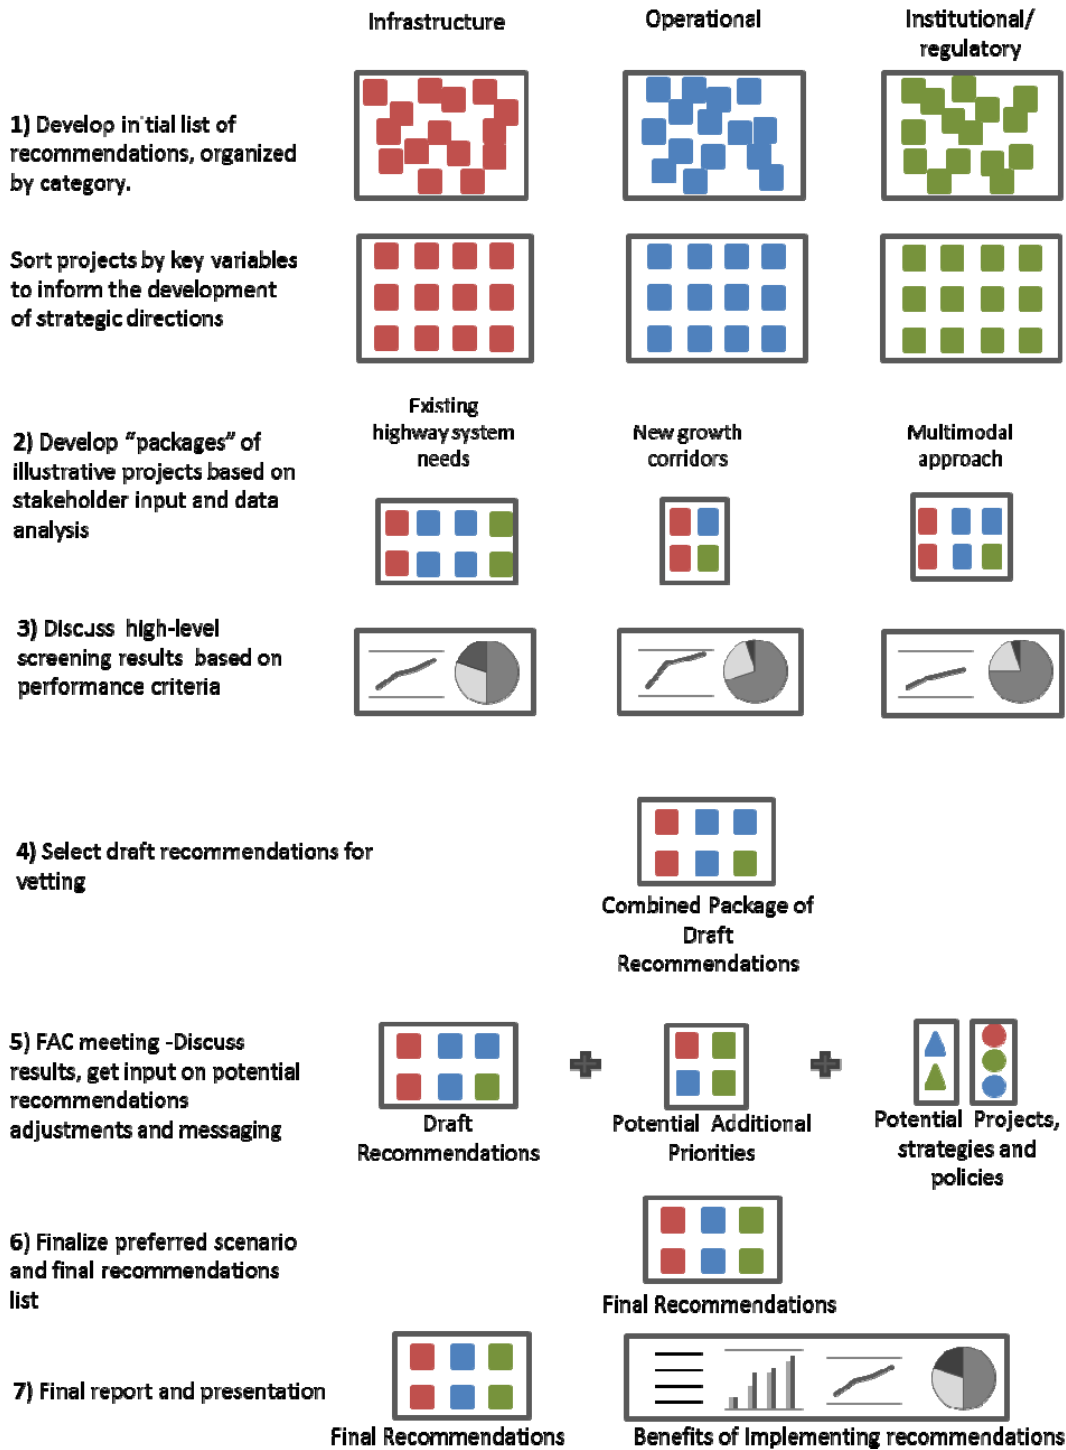 Infrastructure
Operational
Institutional/
regulatory
1) Develop initial list of
recommendations, organized
by category.
Sort projects by key variables
to inform the development
of strategic directions
2) Develop “packages” of
illustrative projects based on
stakeholder input and data
analysis
Existing
highway system
needs
New growth
corridors
Multimodal
approach
3) Discuss high-level
screening results based on
performance criteria
4) Select draft recommendations for
vetting
Combined Package of
Draft
Recommendations
5) FAC meeting -Discuss
results, get input on potential
recommendations
adjustments and messaging
Draft
Recommendations
Potential Additional
Priorities
Potential Projects,
strategies and
policies
6) Finalize preferred scenario
and final recommendations
list
Final Recommendations
7) Final report and presentation
Final Recommendations
Benefits of Implementing recommendations